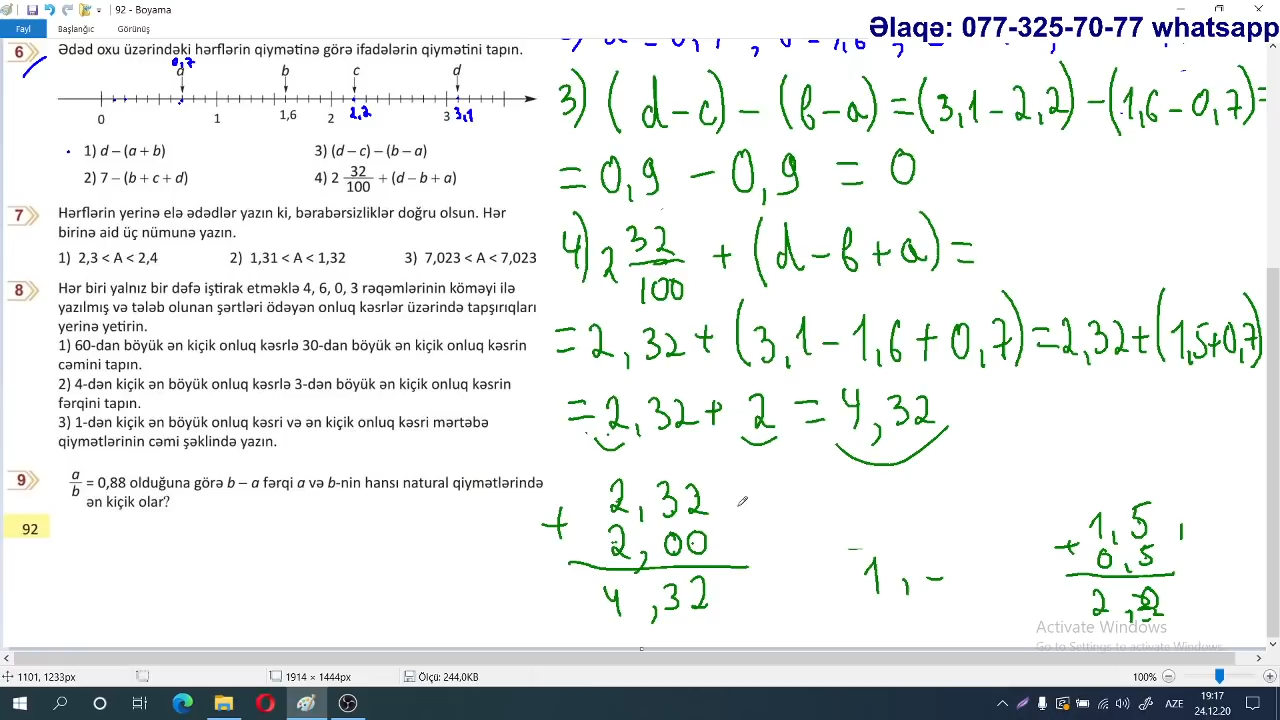 92 - Boyama
Əlaqə: 077-325-70-77 whatsapp
Fayl
Başlanğıc
Görünüş
6
Ədəd oxu üzərindəki hərflərin qiymətinə görə ifadələrin qiymətini tapın.
0,7
a b c d
0 1 1,6 2 2,2 3 3,1
1) d – (a + b)
3) (d – c) – (b – a)
2) 7 – (b + c + d)
4) 2 32/100 + (d – b + a)
7
Hərflərin yerinə elə ədədlər yazın ki, bərabərsizliklər doğru olsun. Hər
birinə aid üç nümunə yazın.
1) 2,3 < A < 2,4
2) 1,31 < A < 1,32
3) 7,023 < A < 7,023
8
Hər biri yalnız bir dəfə iştirak etməklə 4, 6, 0, 3 rəqəmlərinin köməyi ilə
yazılmış və tələb olunan şərtləri ödəyən onluq kəsrlər üzərində tapşırıqları
yerinə yetirin.
1) 60-dan böyük ən kiçik onluq kəsrlə 30-dan böyük ən kiçik onluq kəsrin
cəmini tapın.
2) 4-dən kiçik ən böyük onluq kəsrlə 3-dən böyük ən kiçik onluq kəsrin
fərqini tapın.
3) 1-dən kiçik ən böyük onluq kəsri və ən kiçik onluq kəsri mərtəbə
qiymətlərinin cəmi şəklində yazın.
9
a/b = 0,88 olduğuna görə b – a fərqi a və b-nin hansı natural qiymətlərində
ən kiçik olar?
92
3) (d – c) – (b – a) = (3,1 – 2,2) – (1,6 – 0,7) =
= 0,9 – 0,9 = 0
4) 2 32/100 + (d – b + a) =
= 2,32 + (3,1 – 1,6 + 0,7) = 2,32 + (1,5+0,7)
= 2,32 + 2 = 4,32
2,32
+ 2,00
4,32
1, –
1,5
+ 0,5
Activate Windows
Go to Settings to activate Windows.
1101, 1233px
1914 × 1444px
Ölçü: 244,0KB
100%
AZE
19:17
24.12.20